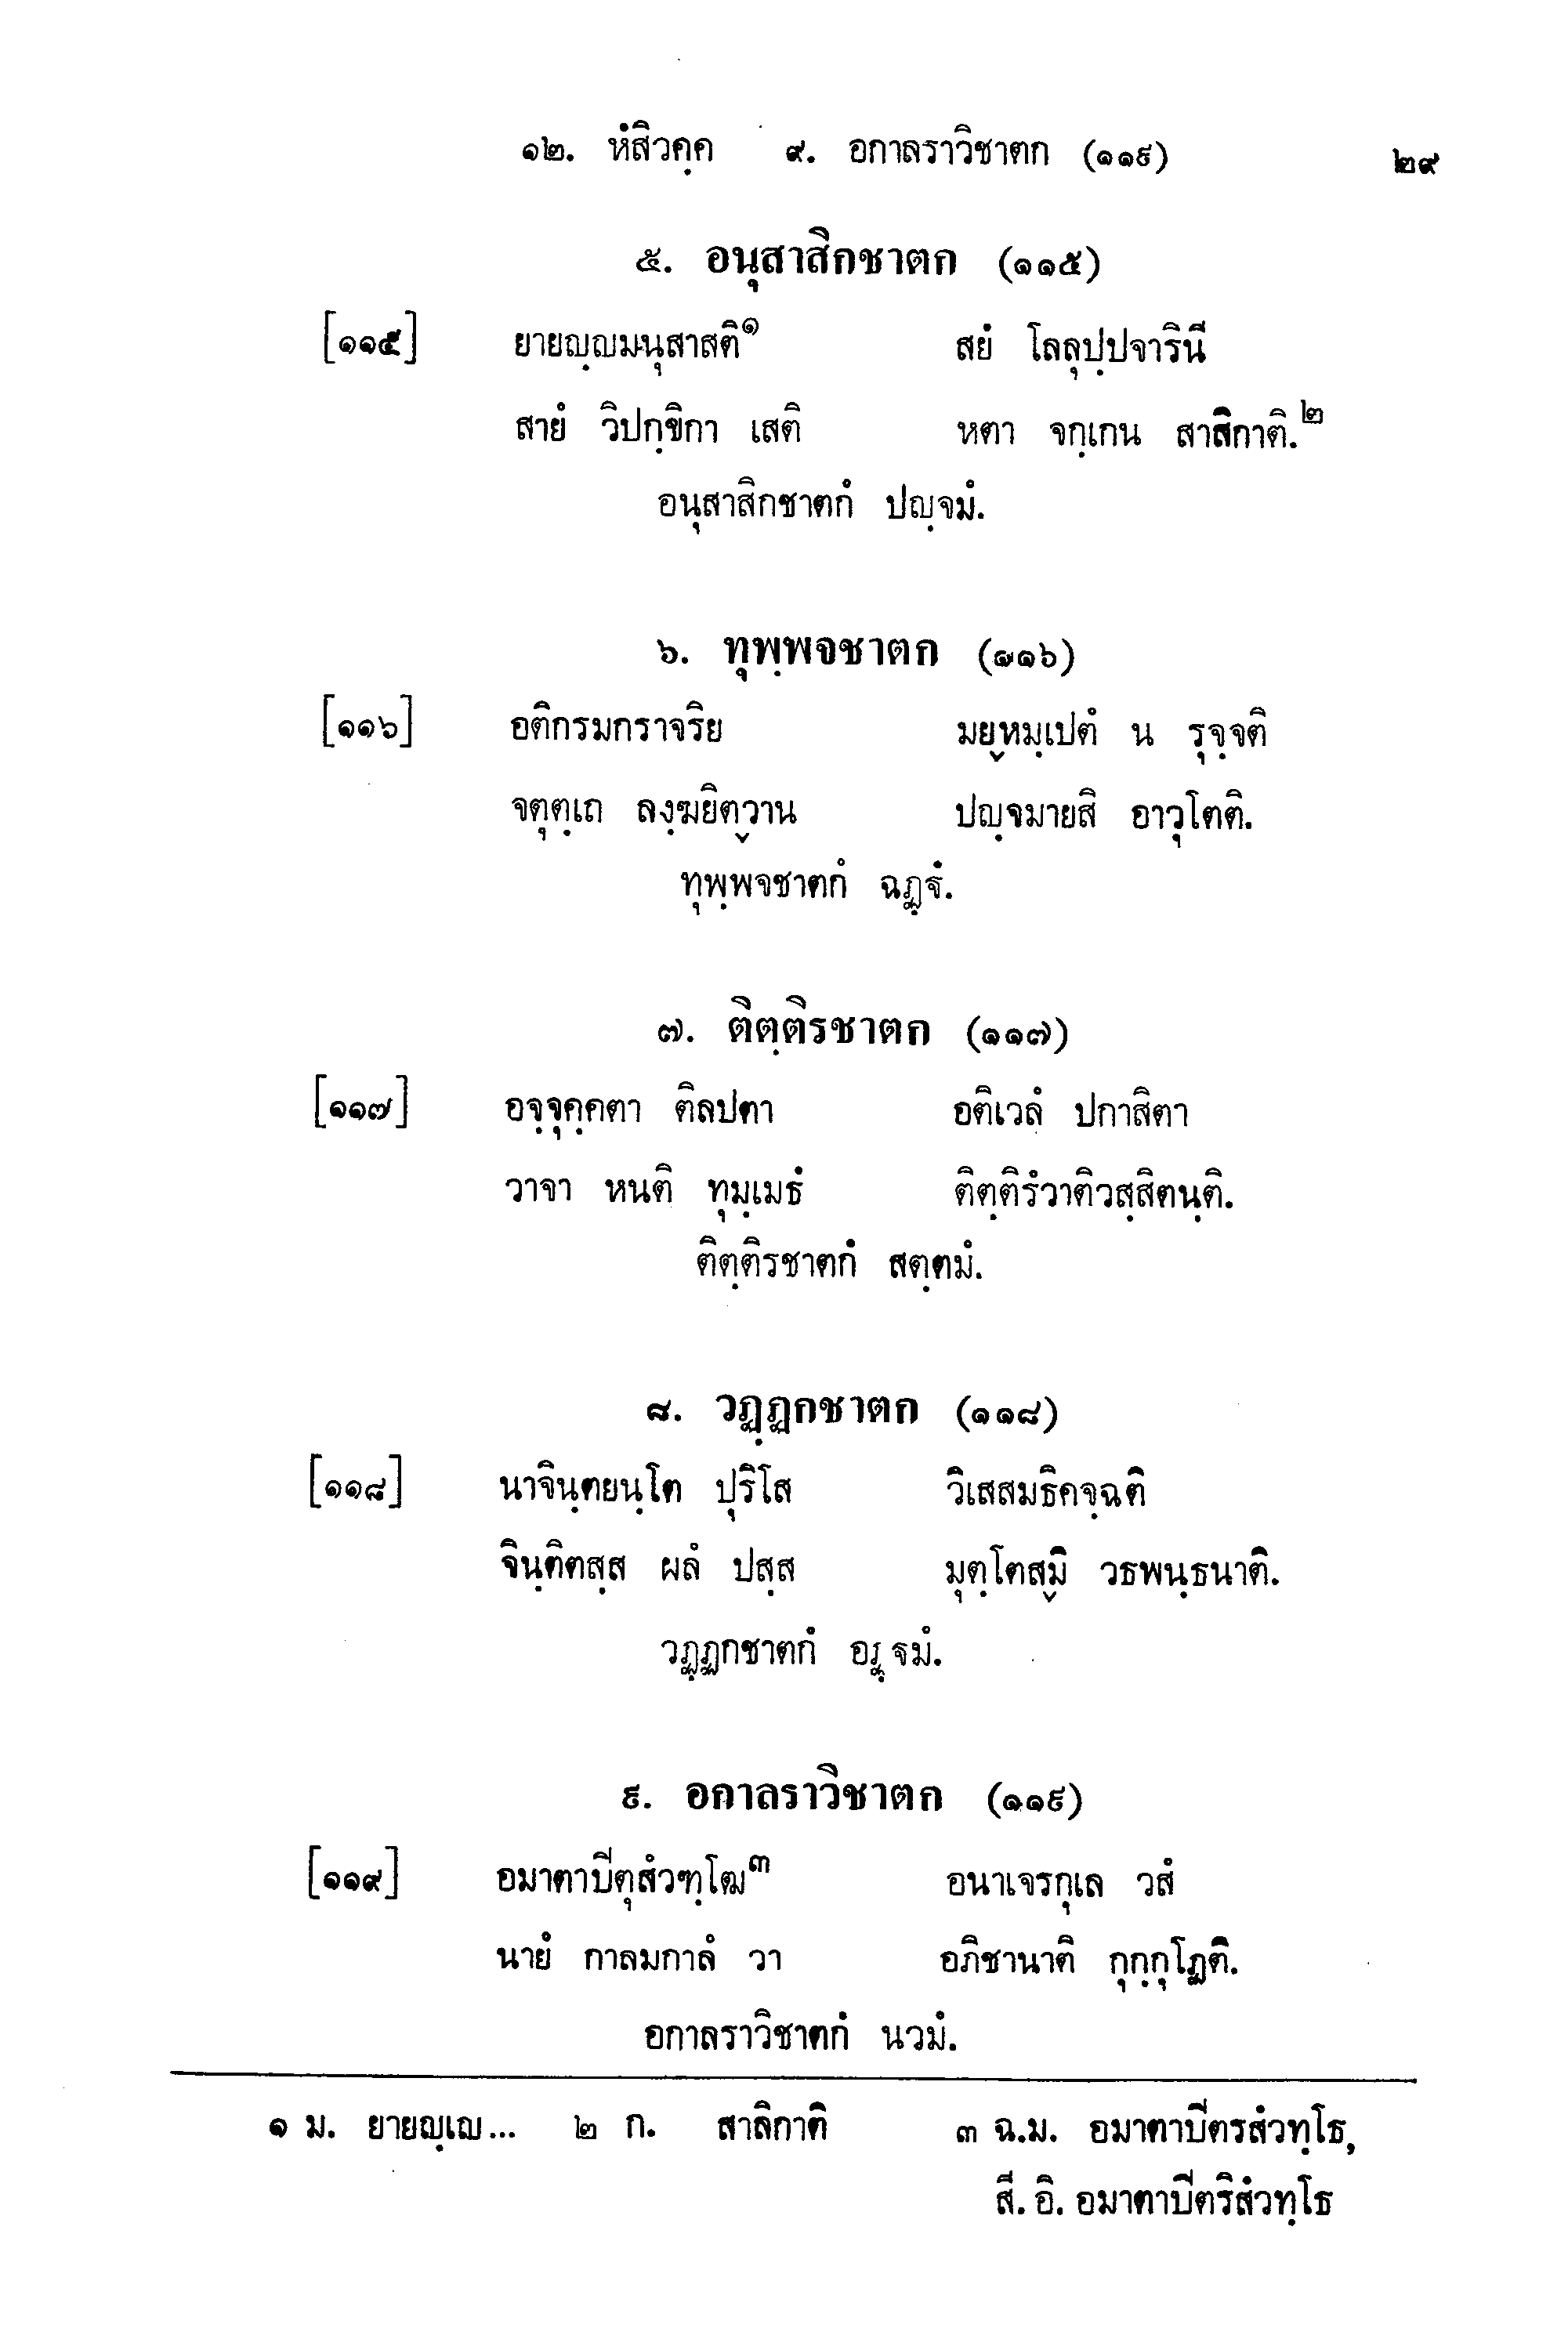 ๑๒. หํสิวคฺค ๙. อกาลราวิชาตก (๑๑๙) ๒๙
๕. อนุสาสิกชาตก (๑๑๕)
[๑๑๕] ยายญฺญมนุสาสติ๑ สยํ โลลุปฺปจารินี
สายํ วิปกฺขิกา เสติ หตา จกฺเกน สาสิกาติ.๒
อนุสาสิกชาตกํ ปญฺจมํ.
๖. ทุพฺพจชาตก (๑๑๖)
[๑๑๖] อติกรมกราจริย มยฺหมฺเปตํ น รุจฺจติ
จตุตฺเถ ลงฺฆยิตฺวาน ปญฺจมายสิ อาวุโตติ.
ทุพฺพจชาตกํ ฉฏฺฐํ.
๗. ติตฺติรชาตก (๑๑๗)
[๑๑๗] อจฺจุคฺคตา ติลปตา อติเวลํ ปกาสิตา
วาจา หนติ ทุมฺเมธํ ติตฺติรํวาติวสฺสิตนฺติ.
ติตฺติรชาตกํ สตฺตมํ.
๘. วฏฺฏกชาตก (๑๑๘)
[๑๑๘] นาจินฺตยนฺโต ปุริโส วิเสสมธิคจฺฉติ
จินฺติตสฺส ผลํ ปสฺส มุตฺโตสฺมิ วธพนฺธนาติ.
วฏฺฏกชาตกํ อฏฺฐมํ.
๙. อกาลราวิชาตก (๑๑๙)
[๑๑๙] อมาตาปีตุสํวฑฺโฒ๓ อนาเจรกุเล วสํ
นายํ กาลมกาลํ วา อภิชานาติ กุกฺกุโฏติ.
อกาลราวิชาตกํ นวมํ.
๑ ม. ยายญฺเญ... ๒ ก. สาลิกาติ ๓ ฉ.ม. อมาตาปีตรสํวทฺโธ,
สี. อิ. อมาตาปีตริสํวทฺโธ